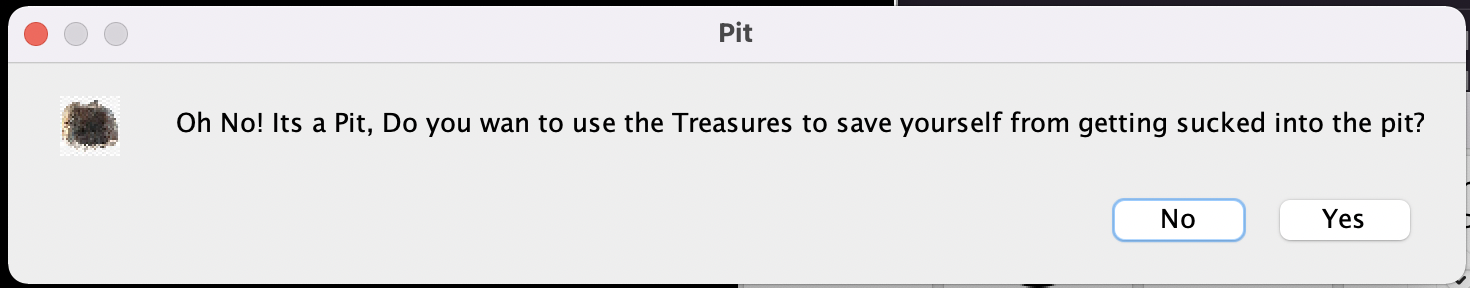 Pit
Oh No! Its a Pit, Do you wan to use the Treasures to save yourself from getting sucked into the pit?
No
Yes